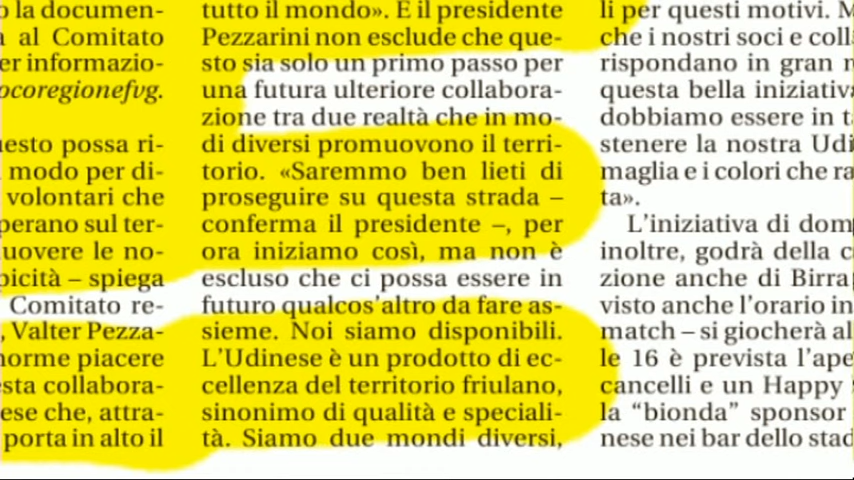 o la documen-
a al Comitato
er informazio-
ocoregionefvg.
esto possa ri-
modo per di-
volontari che
perano sul ter-
uovere le no-
picità – spiega
Comitato re-
, Valter Pezza-
norme piacere
sta collabora-
ese che, attra-
porta in alto il
tutto il mondo». E il presidente
Pezzarini non esclude che que-
sto sia solo un primo passo per
una futura ulteriore collabora-
zione tra due realtà che in mo-
di diversi promuovono il terri-
torio. «Saremmo ben lieti di
proseguire su questa strada –
conferma il presidente –, per
ora iniziamo così, ma non è
escluso che ci possa essere in
futuro qualcos'altro da fare as-
sieme. Noi siamo disponibili.
L'Udinese è un prodotto di ec-
cellenza del territorio friulano,
sinonimo di qualità e speciali-
tà. Siamo due mondi diversi,
li per questi motivi. M
che i nostri soci e coll
rispondano in gran
questa bella iniziativ
dobbiamo essere in t
stenere la nostra Udi
maglia e i colori che ra
ta».
L'iniziativa di dom
inoltre, godrà della c
zione anche di Birra
visto anche l'orario in
match – si giocherà al
le 16 è prevista l'ape
cancelli e un Happy
la "bionda" sponsor
nese nei bar dello stad